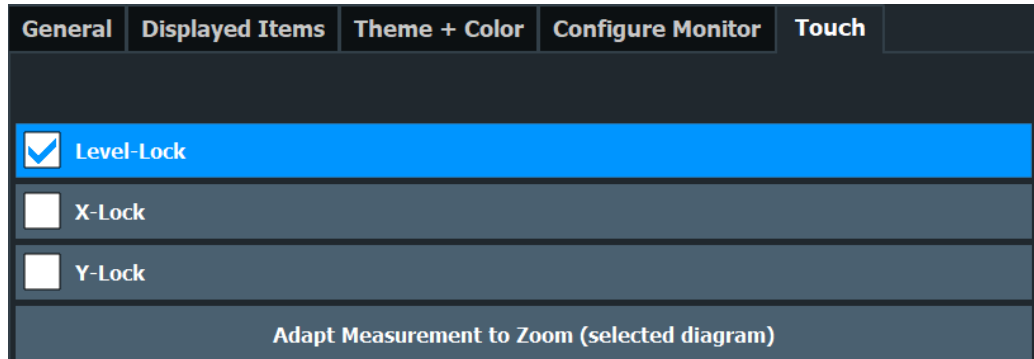 General Displayed Items Theme + Color Configure Monitor Touch
Level-Lock
X-Lock
Y-Lock
Adapt Measurement to Zoom (selected diagram)